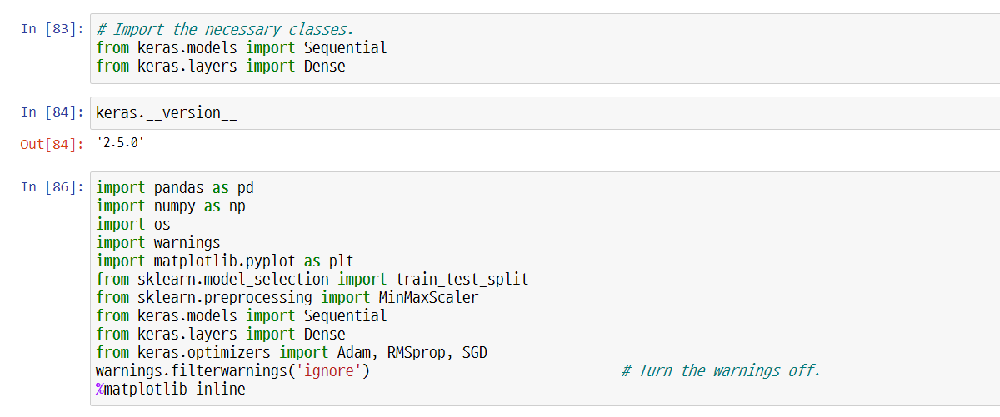 In [83]: # Import the necessary classes.
from keras.models import Sequential
from keras.layers import Dense
In [84]: keras.__version__
Out[84]: '2.5.0'
In [86]: import pandas as pd
import numpy as np
import os
import warnings
import matplotlib.pyplot as plt
from sklearn.model_selection import train_test_split
from sklearn.preprocessing import MinMaxScaler
from keras.models import Sequential
from keras.layers import Dense
from keras.optimizers import Adam, RMSprop, SGD
warnings.filterwarnings('ignore') # Turn the warnings off.
%matplotlib inline